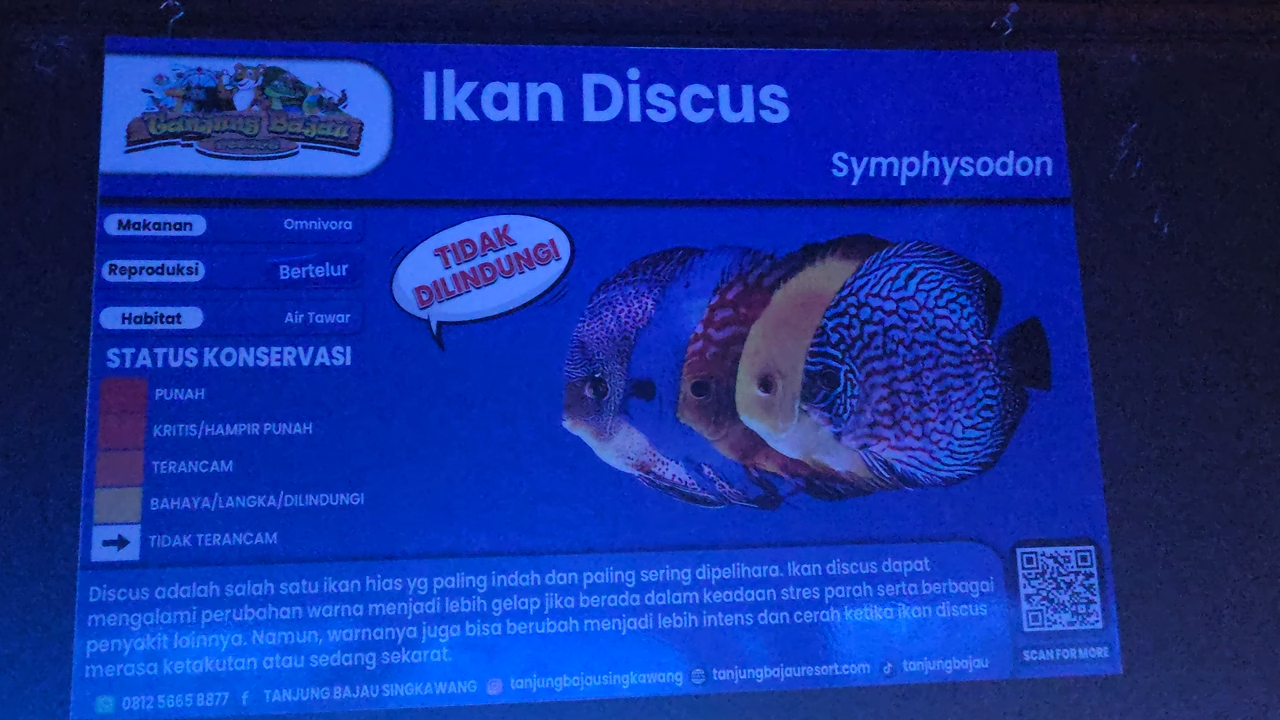 Tanjung Bajau
Ikan Discus
Symphysodon
Makanan Omnivora
Reproduksi Bertelur
Habitat Air Tawar
TIDAK
DILINDUNGI
STATUS KONSERVASI
PUNAH
KRITIS/HAMPIR PUNAH
TERANCAM
BAHAYA/LANGKA/DILINDUNGI
TIDAK TERANCAM
Discus adalah salah satu ikan hias yg paling indah dan paling sering dipelihara. Ikan discus dapat
mengalami perubahan warna menjadi lebih gelap jika berada dalam keadaan stres parah serta berbagai
penyakit lainnya. Namun, warnanya juga bisa berubah menjadi lebih intens dan cerah ketika ikan discus
merasa ketakutan atau sedang sekarat.
SCAN FOR MORE
0812 5665 8877 TANJUNG BAJAU SINGKAWANG tanjungbajausingkawang tanjungbajauresort.com tanjungbajau